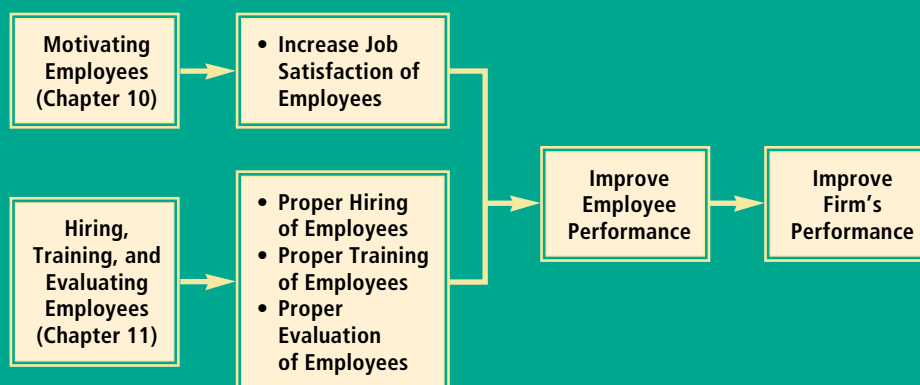 Motivating
Employees
(Chapter 10)
• Increase Job
Satisfaction of
Employees
Hiring,
Training, and
Evaluating
Employees
(Chapter 11)
• Proper Hiring
of Employees
• Proper Training
of Employees
• Proper
Evaluation
of Employees
Improve
Employee
Performance
Improve
Firm's
Performance